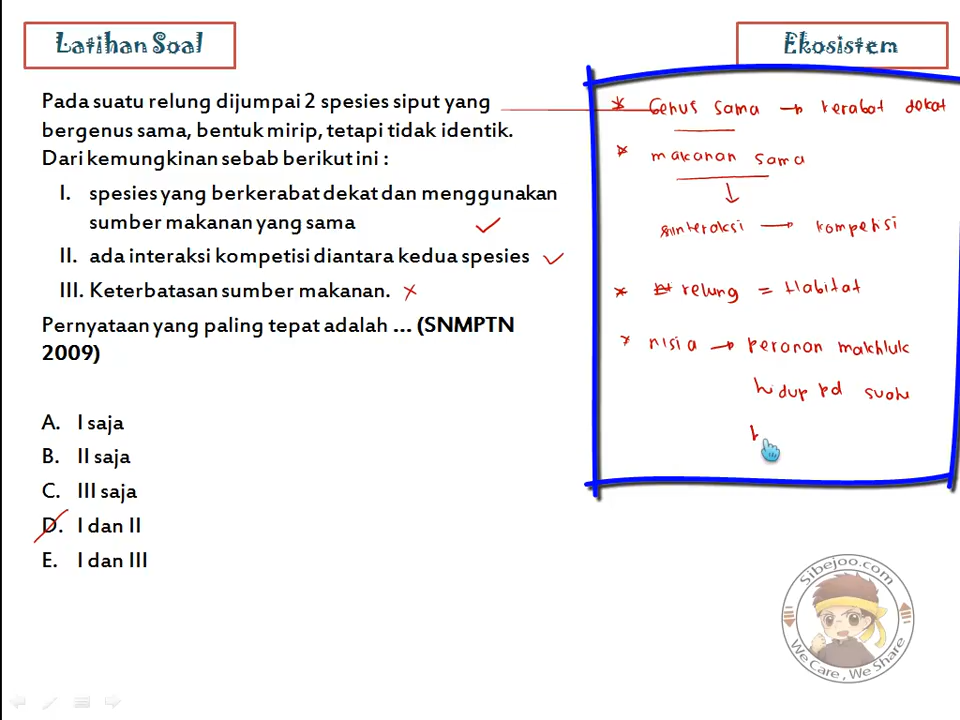 Latihan Soal
Ekosistem
Pada suatu relung dijumpai 2 spesies siput yang
bergenus sama, bentuk mirip, tetapi tidak identik.
Dari kemungkinan sebab berikut ini :
I. spesies yang berkerabat dekat dan menggunakan
sumber makanan yang sama
II. ada interaksi kompetisi diantara kedua spesies
III. Keterbatasan sumber makanan.
Pernyataan yang paling tepat adalah ... (SNMPTN
2009)
A. I saja
B. II saja
C. III saja
D. I dan II
E. I dan III
* Genus sama → kerabat dekat
* makanan sama
↓
interaksi → kompetisi
* relung = Habitat
* nisia → peranan makhluk
hidup pd
Sibejoo.com
We Care, We Share